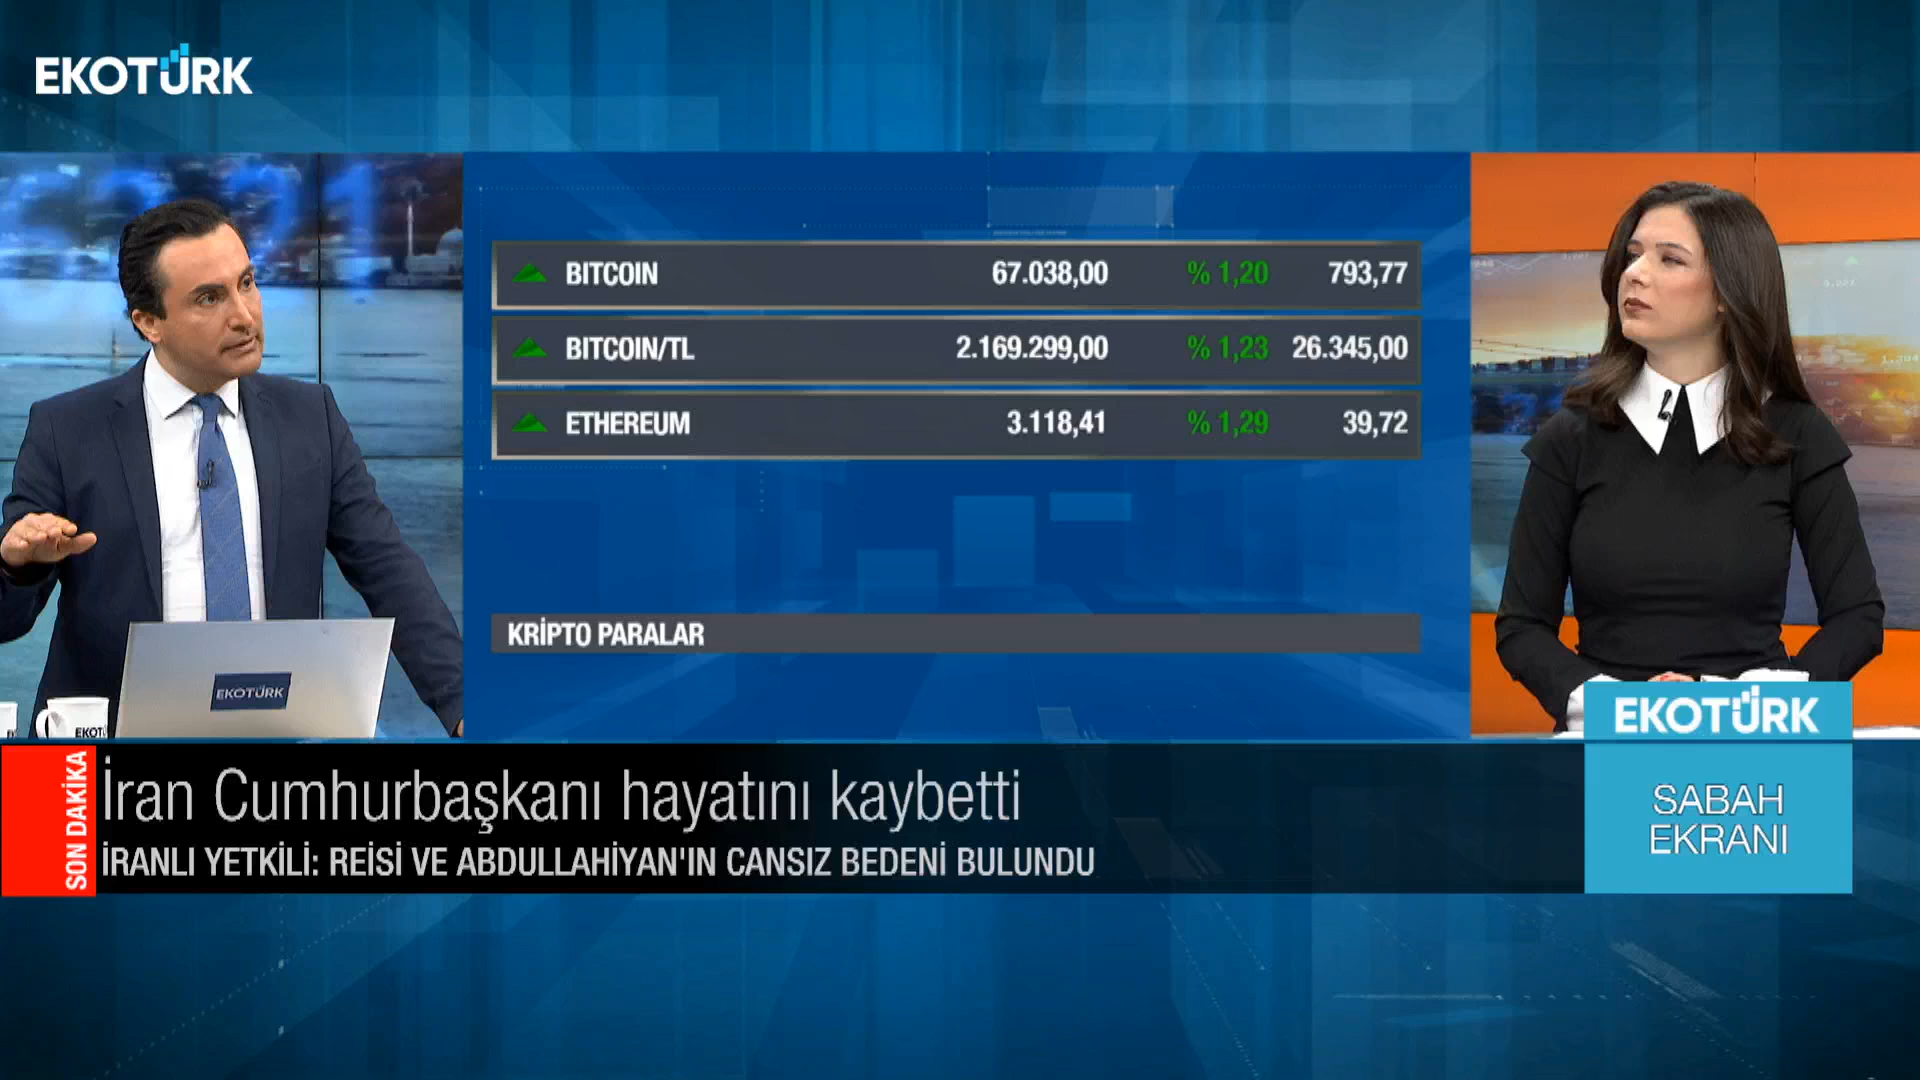 EKOTÜRK
BITCOIN 67.038,00 % 1,20 793,77
BITCOIN/TL 2.169.299,00 % 1,23 26.345,00
ETHEREUM 3.118,41 % 1,29 39,72
KRİPTO PARALAR
EKOTÜRK
EKOTÜRK
SON DAKİKA
İran Cumhurbaşkanı hayatını kaybetti
İRANLI YETKİLİ: REİSİ VE ABDULLAHİYAN'IN CANSIZ BEDENİ BULUNDU
SABAH
EKRANI